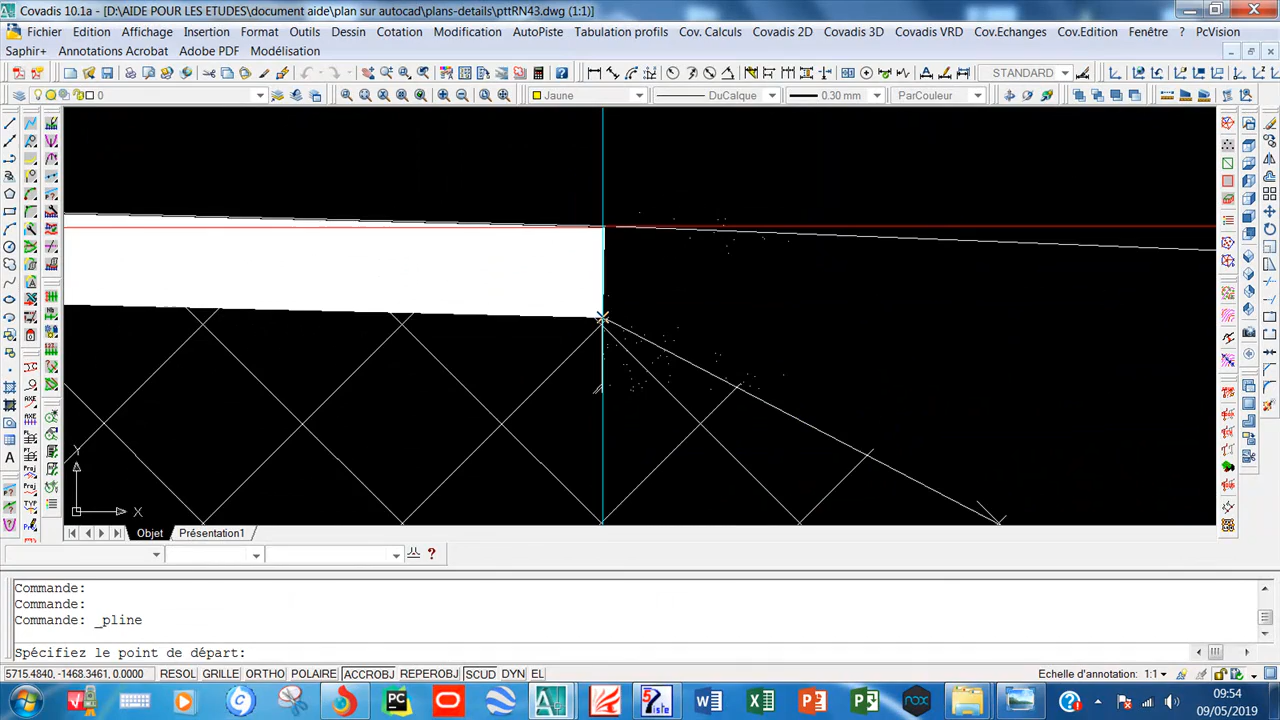 Covadis 10.1a - [D:\AIDE POUR LES ETUDES\document aide\plan sur autocad\plans-details\pttRN43.dwg (1:1)]
Fichier Edition Affichage Insertion Format Outils Dessin Cotation Modification AutoPiste Tabulation profils Cov. Calculs Covadis 2D Covadis 3D Covadis VRD Cov.Echanges Cov.Edition Fenêtre ? PcVision
Saphir+ Annotations Acrobat Adobe PDF Modélisation
STANDARD
0 Jaune DuCalque 0.30 mm ParCouleur
Y
X
Objet Présentation1
Commande:
Commande:
Commande: _pline
Spécifiez le point de départ:
5715.4840, -1468.3461, 0.0000 RESOL GRILLE ORTHO POLAIRE ACCROBJ REPEROBJ SCUD DYN EL Echelle d'annotation: 1:1
09:54
09/05/2019